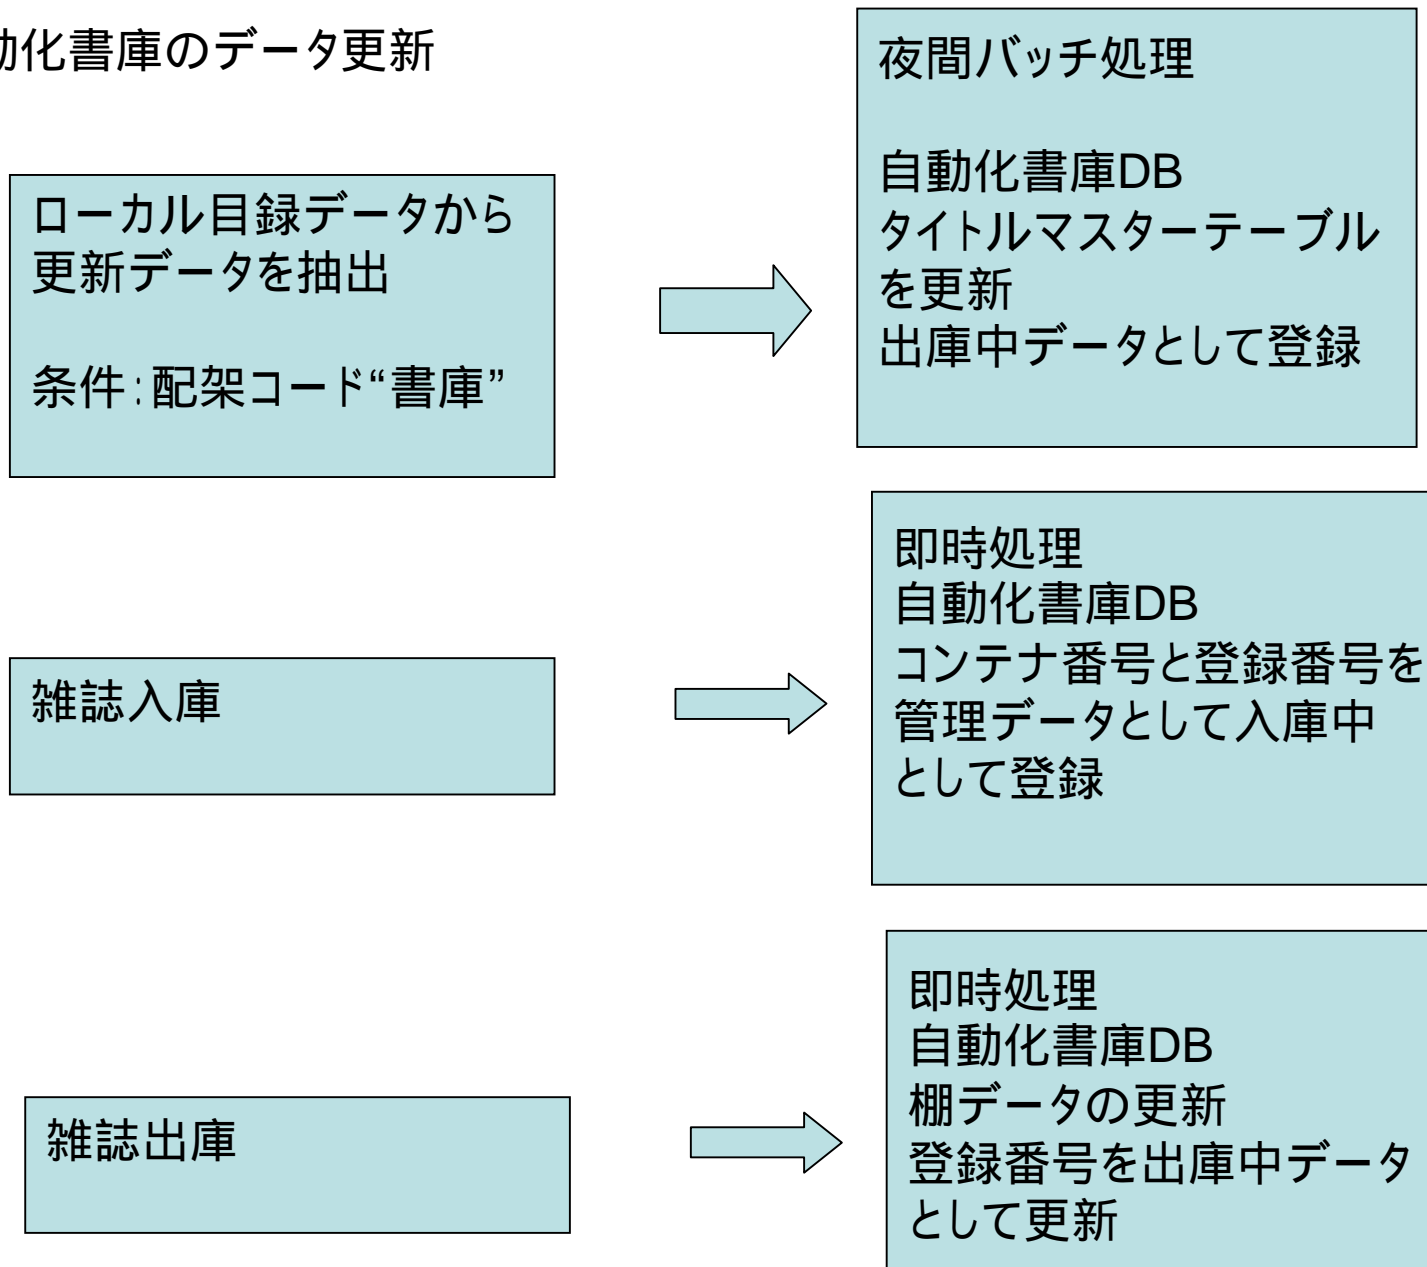 動化書庫のデータ更新
ローカル目録データから
更新データを抽出
条件:配架コード“書庫”
夜間バッチ処理
自動化書庫DB
タイトルマスターテーブル
を更新
出庫中データとして登録
雑誌入庫
即時処理
自動化書庫DB
コンテナ番号と登録番号を
管理データとして入庫中
として登録
雑誌出庫
即時処理
自動化書庫DB
棚データの更新
登録番号を出庫中データ
として更新